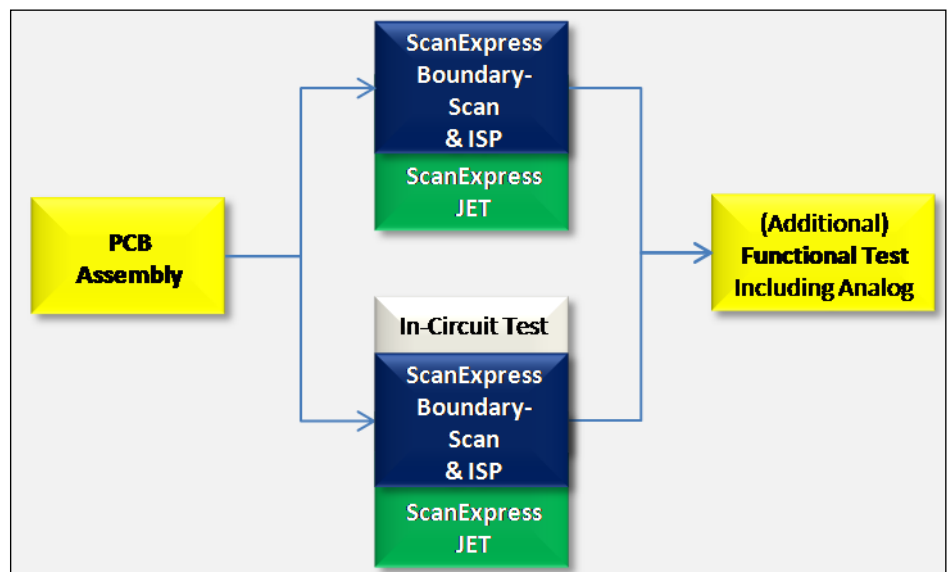 ScanExpress
Boundary-
Scan
& ISP
ScanExpress
JET
PCB
Assembly
(Additional)
Functional Test
Including Analog
In-Circuit Test
ScanExpress
Boundary-
Scan
& ISP
ScanExpress
JET